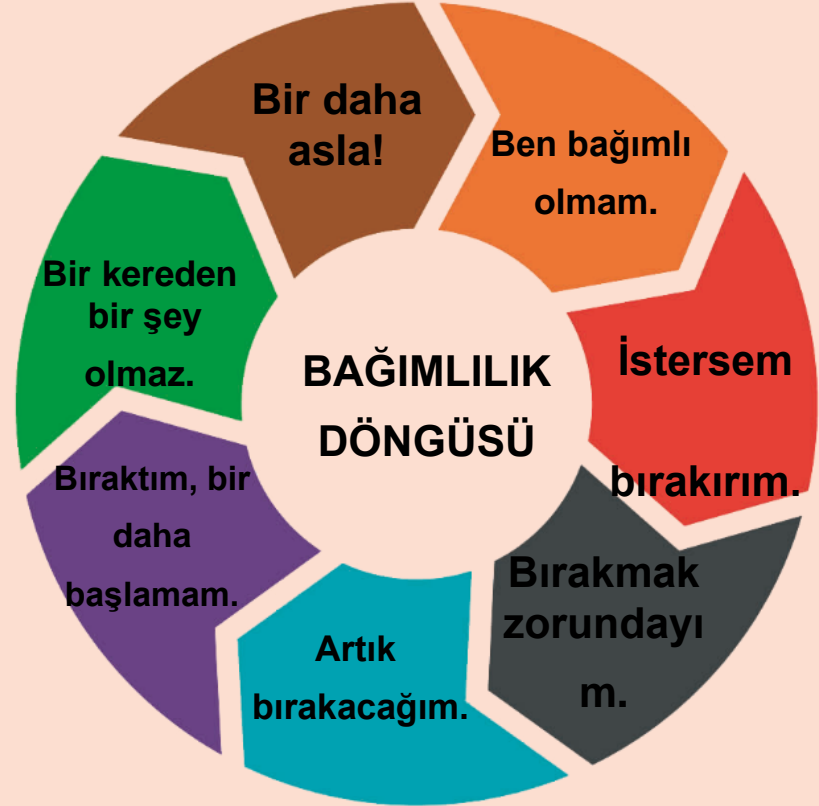 Bir daha
asla!
Ben bağımlı
olmam.
İstersem
bırakırım.
Bırakmak
zorundayı
m.
Artık
bırakacağım.
Bıraktım, bir
daha
başlamam.
Bir kereden
bir şey
olmaz.
BAĞIMLILIK
DÖNGÜSÜ